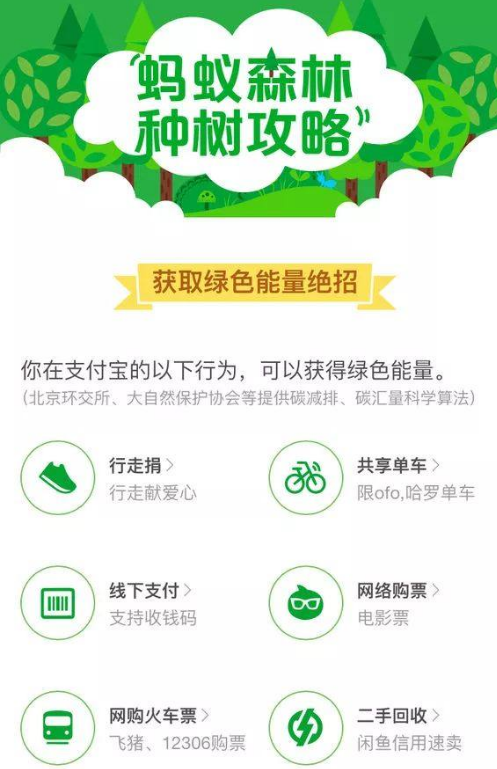 “蚂蚁森林
种树攻略”
获取绿色能量绝招
你在支付宝的以下行为，可以获得绿色能量。
（北京环交所、大自然保护协会等提供碳减排、碳汇量科学算法）
行走捐
行走献爱心
共享单车
限ofo,哈罗单车
线下支付
支持收钱码
网络购票
电影票
网购火车票
飞猪、12306购票
二手回收
闲鱼信用速卖